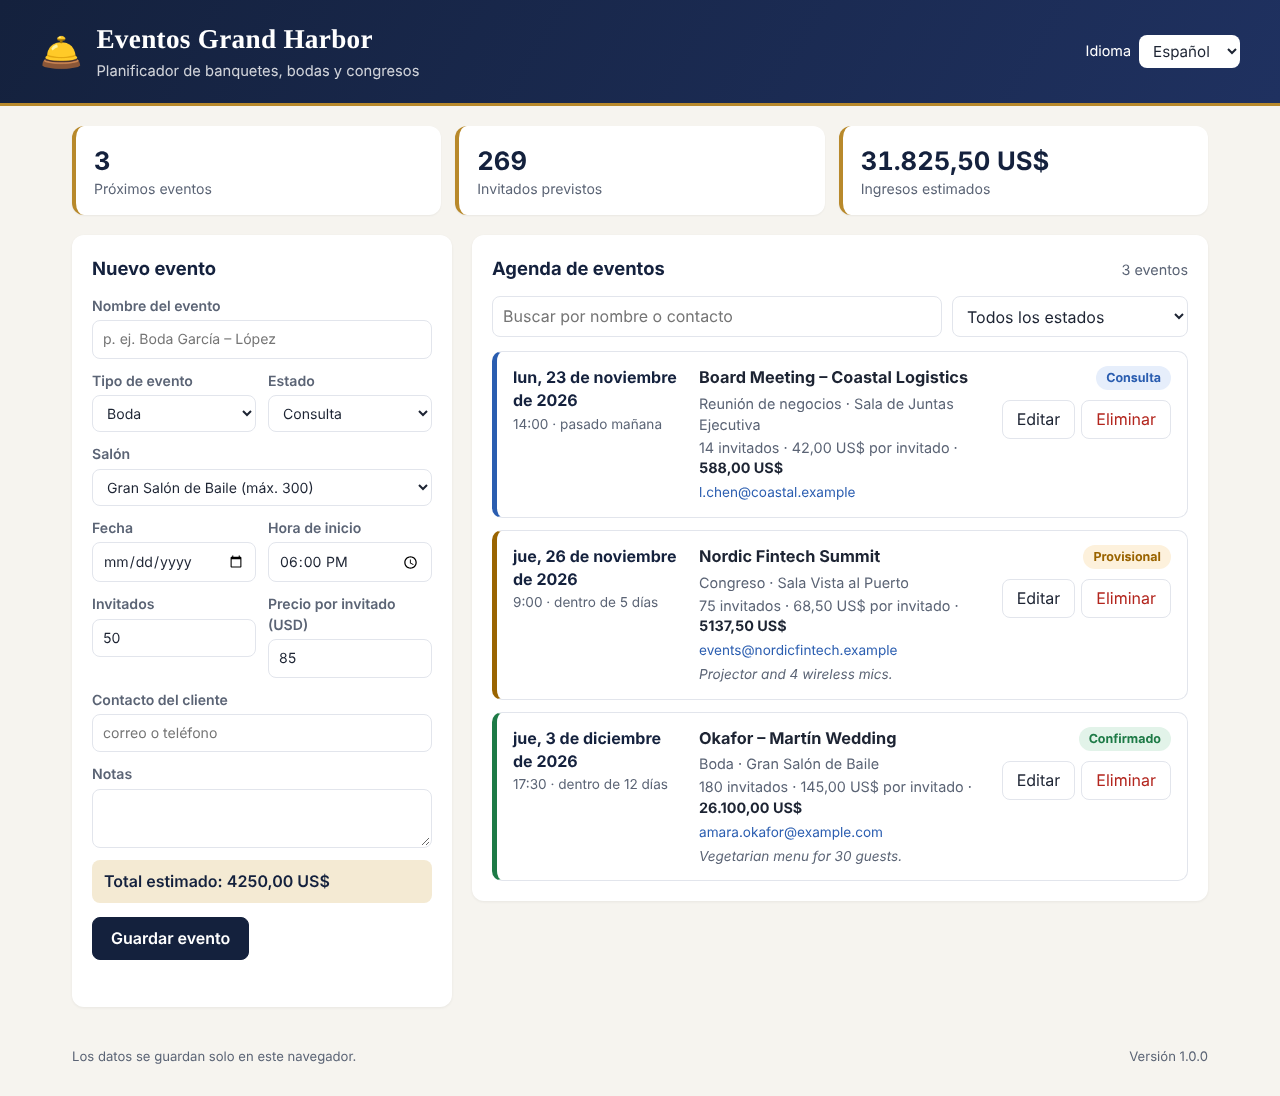 Eventos Grand Harbor
Planificador de banquetes, bodas y congresos
Idioma
Español
3
Próximos eventos
269
Invitados previstos
31.825,50 US$
Ingresos estimados
Nuevo evento
Nombre del evento
p. ej. Boda García – López
Tipo de evento
Estado
Boda
Consulta
Salón
Gran Salón de Baile (máx. 300)
Fecha
Hora de inicio
mm/dd/yyyy
06:00 PM
Invitados
Precio por invitado
(USD)
50
85
Contacto del cliente
correo o teléfono
Notas
Total estimado: 4250,00 US$
Guardar evento
Agenda de eventos
3 eventos
Buscar por nombre o contacto
Todos los estados
lun, 23 de noviembre
de 2026
14:00 · pasado mañana
Board Meeting – Coastal Logistics
Reunión de negocios · Sala de Juntas
Ejecutiva
14 invitados · 42,00 US$ por invitado ·
588,00 US$
l.chen@coastal.example
Consulta
Editar
Eliminar
jue, 26 de noviembre
de 2026
9:00 · dentro de 5 días
Nordic Fintech Summit
Congreso · Sala Vista al Puerto
75 invitados · 68,50 US$ por invitado ·
5137,50 US$
events@nordicfintech.example
Projector and 4 wireless mics.
Provisional
Editar
Eliminar
jue, 3 de diciembre
de 2026
17:30 · dentro de 12 días
Okafor – Martín Wedding
Boda · Gran Salón de Baile
180 invitados · 145,00 US$ por invitado ·
26.100,00 US$
amara.okafor@example.com
Vegetarian menu for 30 guests.
Confirmado
Editar
Eliminar
Los datos se guardan solo en este navegador.
Versión 1.0.0